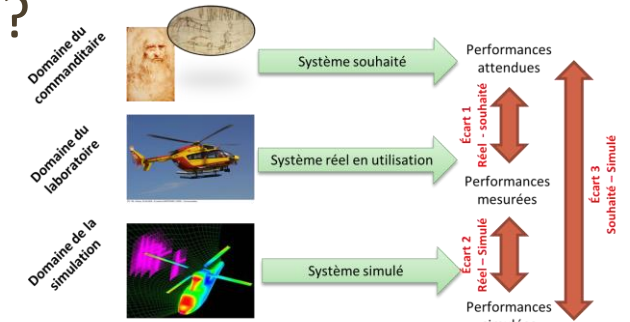 ?
Domaine du
commanditaire
Système souhaité
Performances
attendues
Écart 1
Réel - souhaité
Domaine du
laboratoire
Système réel en utilisation
Performances
mesurées
Écart 3
Souhaité – Simulé
Domaine de la
simulation
Système simulé
Écart 2
Réel – Simulé
Performances